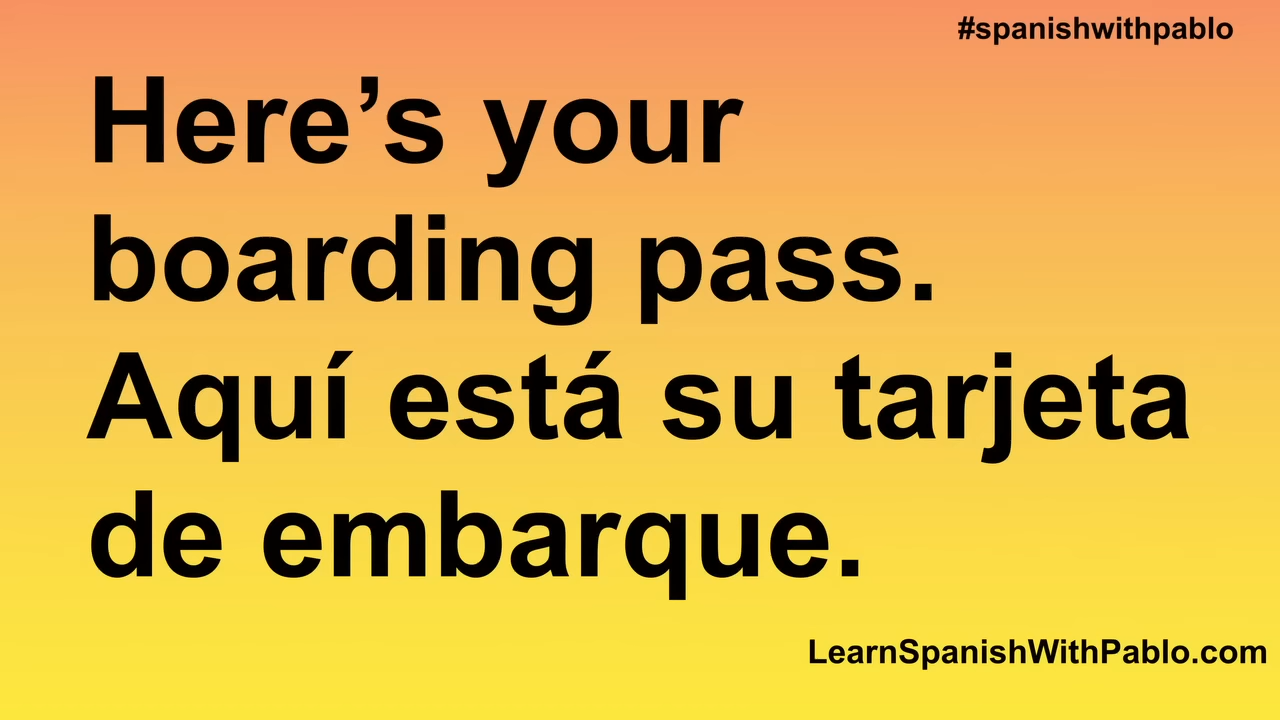 #spanishwithpablo
Here’s your
boarding pass.
Aquí está su tarjeta
de embarque.
LearnSpanishWithPablo.com